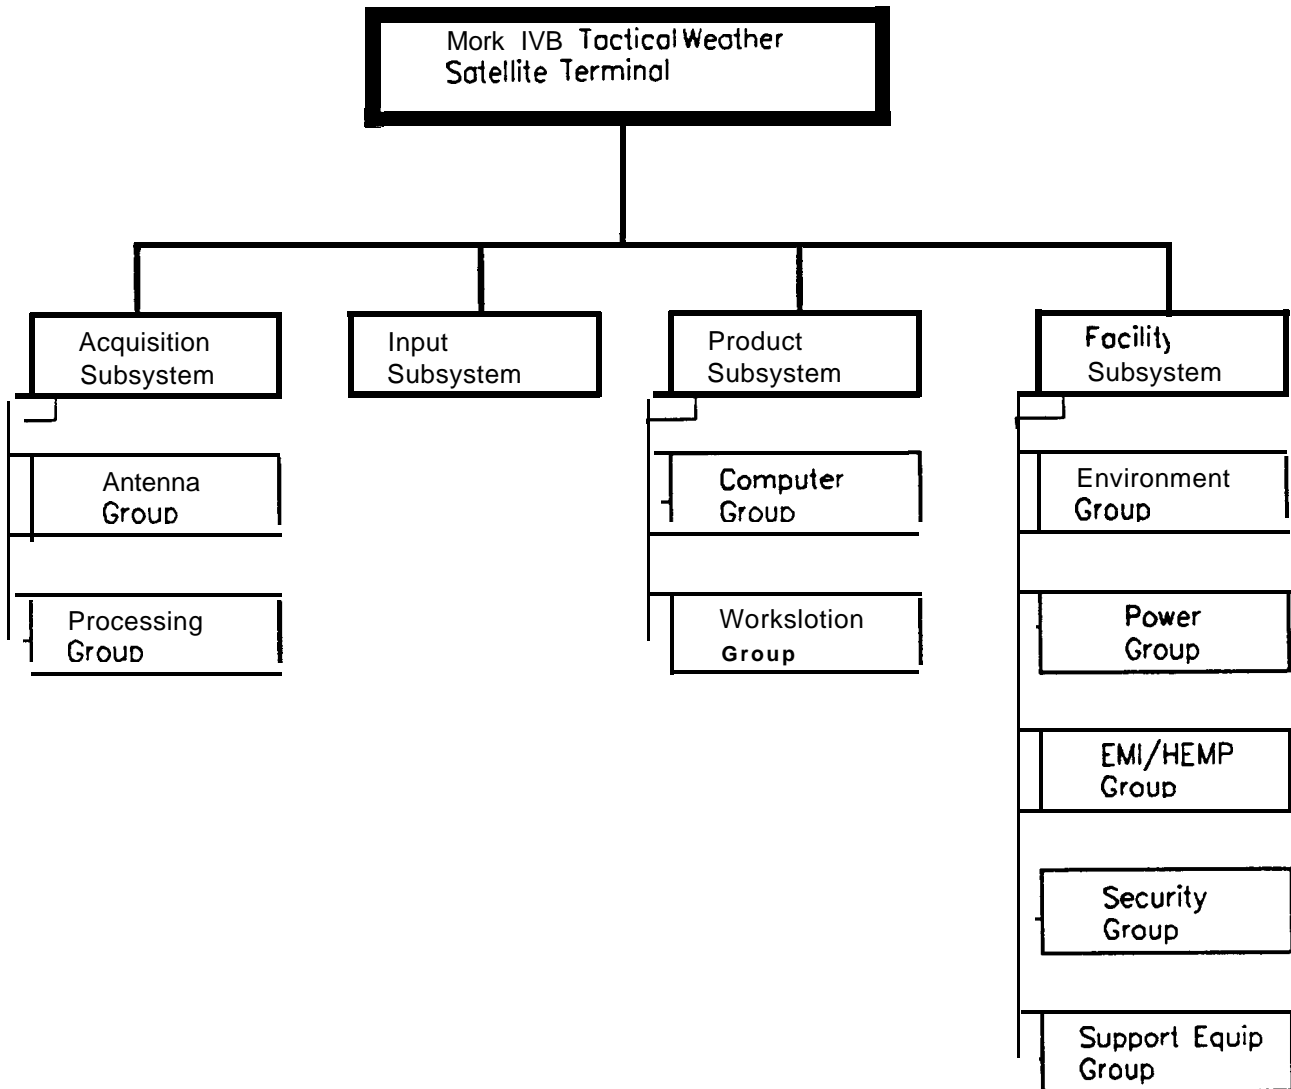 Mork IVB Tactical Weather
Satellite Terminal
Acquisition
Subsystem
Input
Subsystem
Product
Subsystem
Facility
Subsystem
Antenna
Group
Computer
Group
Environment
Group
Processing
Group
Workslotion
Group
Power
Group
EMI/HEMP
Group
Security
Group
Support Equip
Group